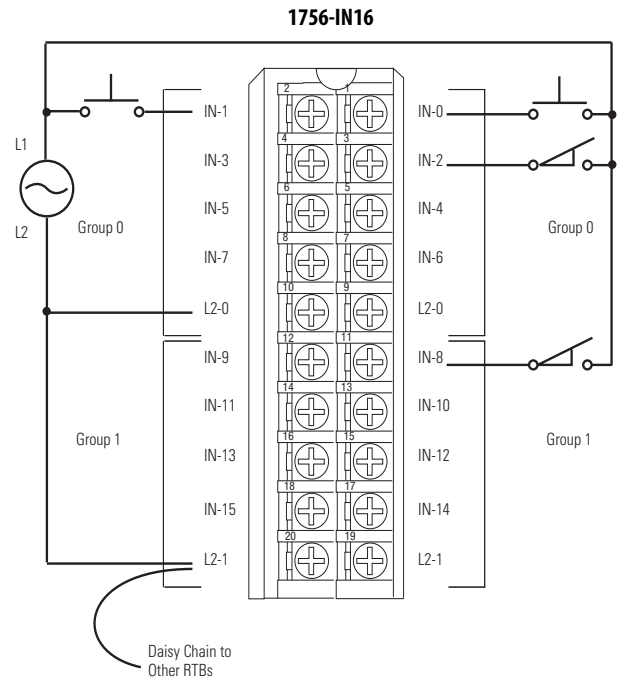 1756-IN16
2 1
IN-1 IN-0
4 3
L1
IN-3 IN-2
6 5
IN-5 IN-4
L2 Group 0 Group 0
8 7
IN-7 IN-6
10 9
L2-0 L2-0
12 11
IN-9 IN-8
14 13
IN-11 IN-10
Group 1 Group 1
16 15
IN-13 IN-12
18 17
IN-15 IN-14
20 19
L2-1 L2-1
Daisy Chain to
Other RTBs